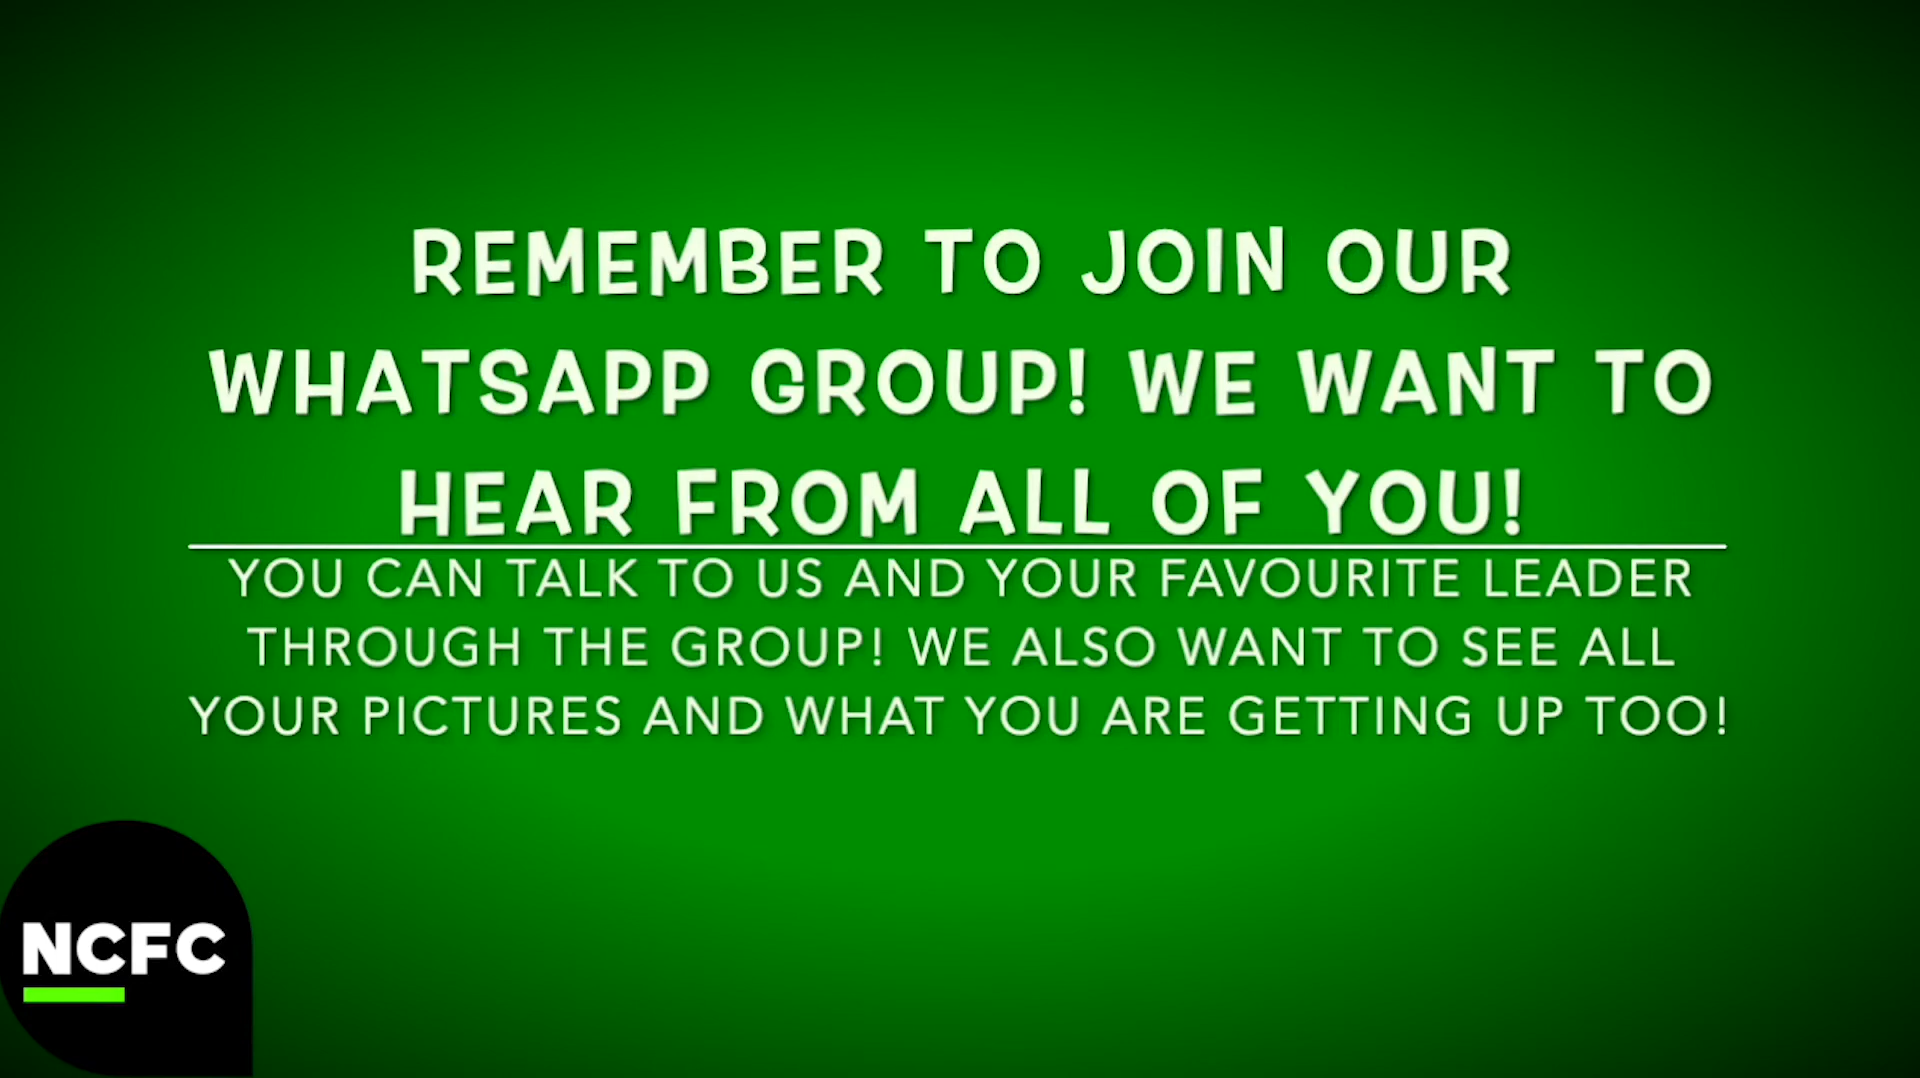 REMEMBER TO JOIN OUR
WHATSAPP GROUP! WE WANT TO
HEAR FROM ALL OF YOU!
YOU CAN TALK TO US AND YOUR FAVOURITE LEADER
THROUGH THE GROUP! WE ALSO WANT TO SEE ALL
YOUR PICTURES AND WHAT YOU ARE GETTING UP TOO!
NCFC